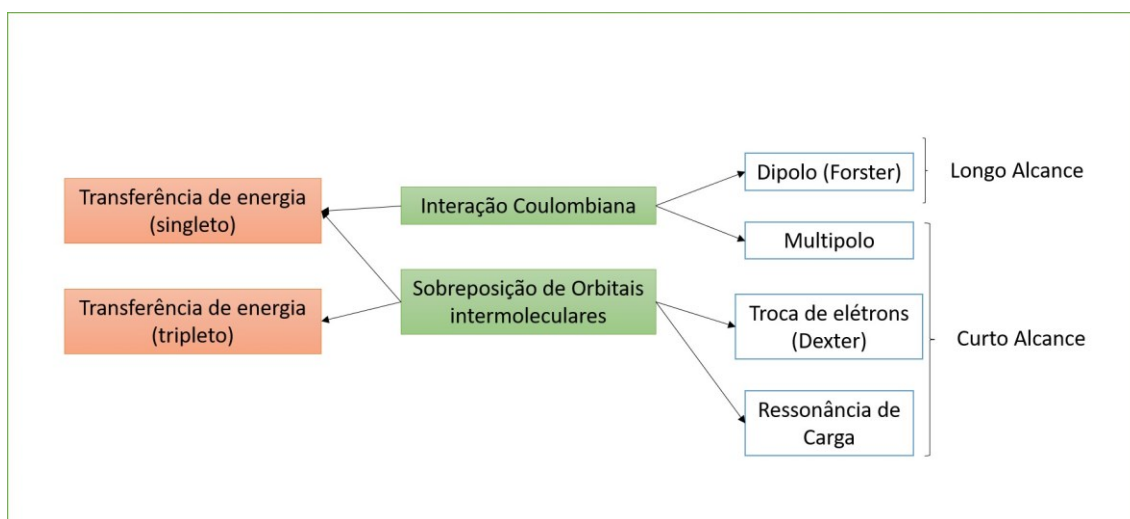 Transferência de energia
(singleto)
Transferência de energia
(tripleto)
Interação Coulombiana
Sobreposição de Orbitais
intermoleculares
Dipolo (Forster)
Multipolo
Troca de elétrons
(Dexter)
Ressonância de
Carga
Longo Alcance
Curto Alcance